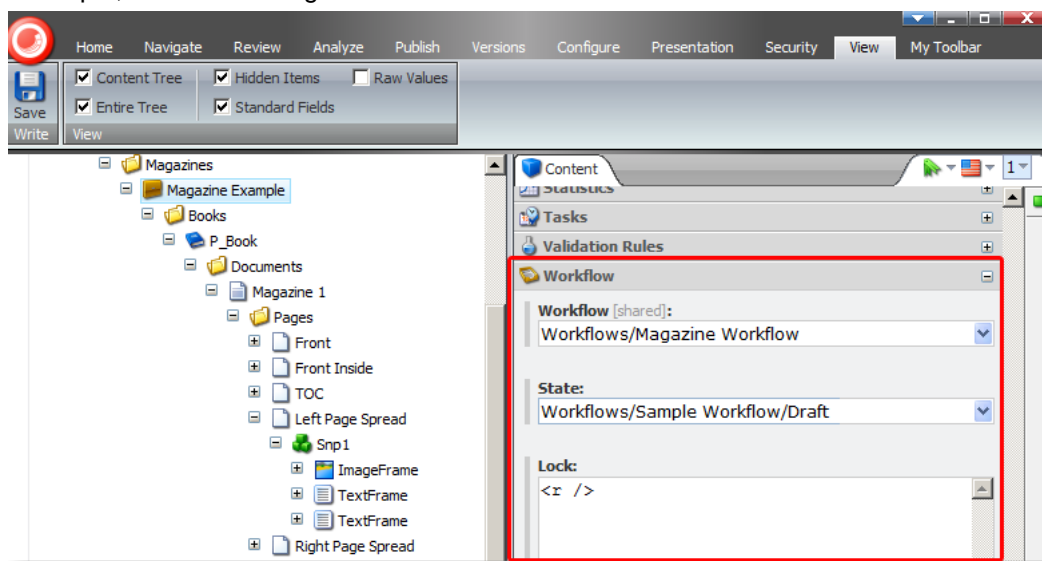 Home Navigate Review Analyze Publish Versions Configure Presentation Security View My Toolbar
Content Tree Hidden Items Raw Values
Entire Tree Standard Fields
Save
Write View
Magazines
Magazine Example
Books
P_Book
Documents
Magazine 1
Pages
Front
Front Inside
TOC
Left Page Spread
Snp1
ImageFrame
TextFrame
TextFrame
Right Page Spread
Content 1
Statistics
Tasks
Validation Rules
Workflow
Workflow [shared]:
Workflows/Magazine Workflow
State:
Workflows/Sample Workflow/Draft
Lock:
<r />